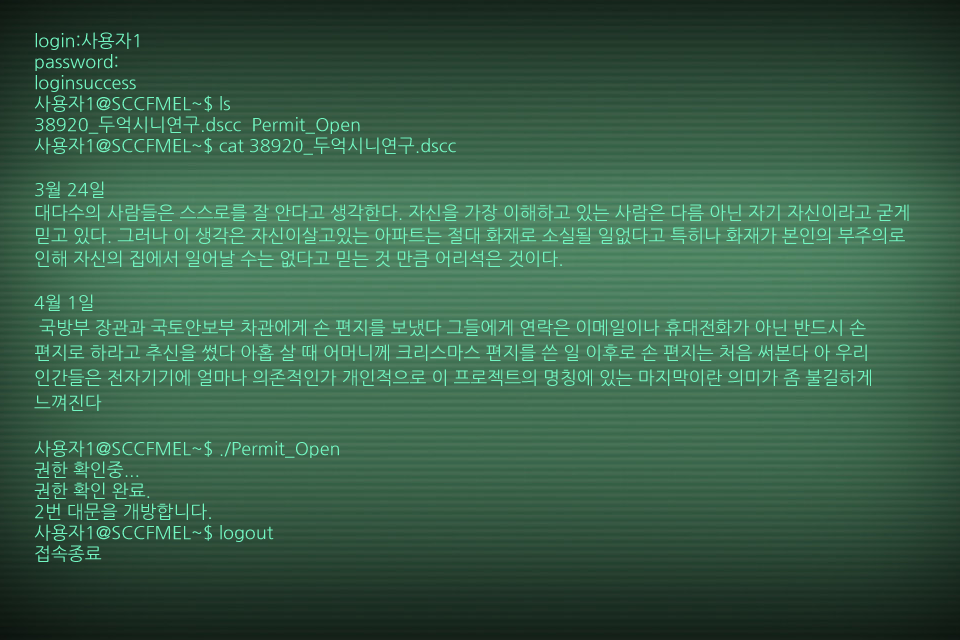 login:사용자1
password:
loginsuccess
사용자1@SCCFMEL~$ ls
38920_두억시니연구.dscc  Permit_Open
사용자1@SCCFMEL~$ cat 38920_두억시니연구.dscc
3월 24일
대다수의 사람들은 스스로를 잘 안다고 생각한다. 자신을 가장 이해하고 있는 사람은 다름 아닌 자기 자신이라고 굳게
믿고 있다. 그러나 이 생각은 자신이살고있는 아파트는 절대 화재로 소실될 일없다고 특히나 화재가 본인의 부주의로
인해 자신의 집에서 일어날 수는 없다고 믿는 것 만큼 어리석은 것이다.
4월 1일
국방부 장관과 국토안보부 차관에게 손 편지를 보냈다 그들에게 연락은 이메일이나 휴대전화가 아닌 반드시 손
편지로 하라고 추신을 썼다 아홉 살 때 어머니께 크리스마스 편지를 쓴 일 이후로 손 편지는 처음 써본다 아 우리
인간들은 전자기기에 얼마나 의존적인가 개인적으로 이 프로젝트의 명칭에 있는 마지막이란 의미가 좀 불길하게
느껴진다
사용자1@SCCFMEL~$ ./Permit_Open
권한 확인중...
권한 확인 완료.
2번 대문을 개방합니다.
사용자1@SCCFMEL~$ logout
접속종료